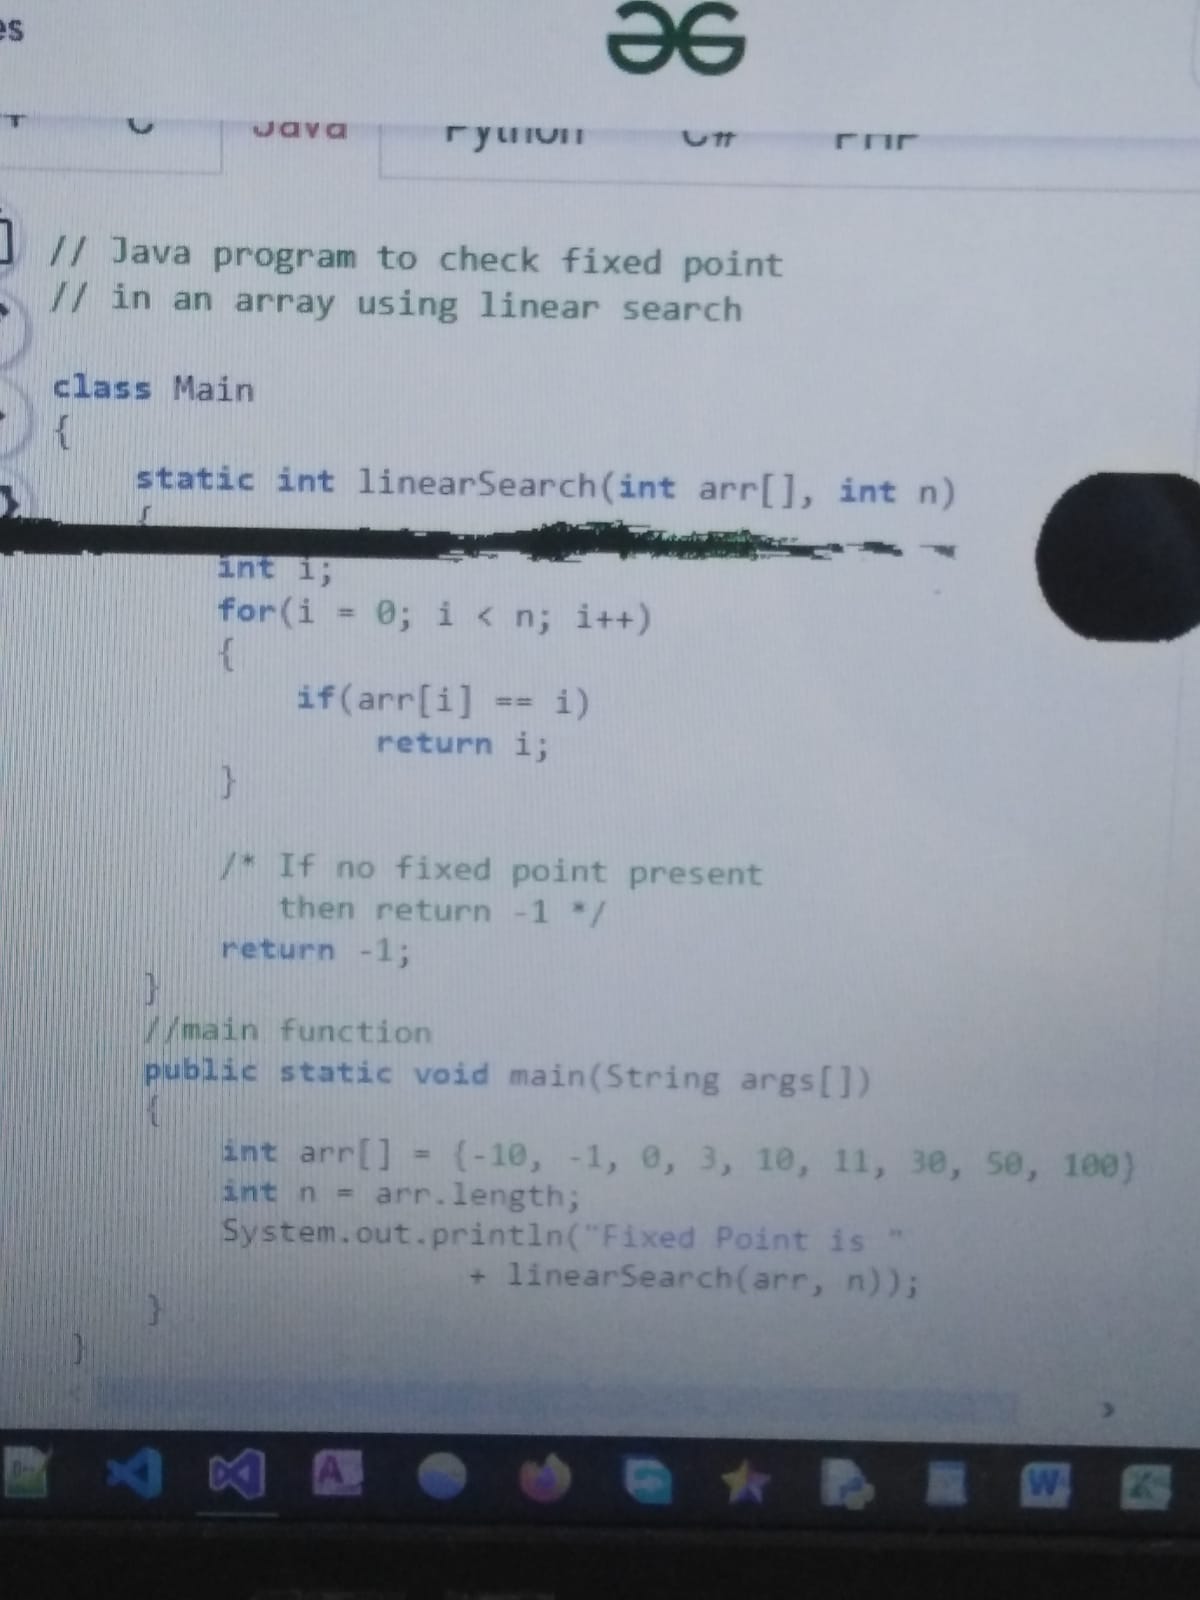 es
Java Python C# PHP
// Java program to check fixed point
// in an array using linear search
class Main
{
static int linearSearch(int arr[], int n)
{
int i;
for(i = 0; i < n; i++)
{
if(arr[i] == i)
return i;
}
/* If no fixed point present
then return -1 */
return -1;
}
//main function
public static void main(String args[])
{
int arr[] = {-10, -1, 0, 3, 10, 11, 30, 50, 100}
int n = arr.length;
System.out.println("Fixed Point is "
+ linearSearch(arr, n));
}
}